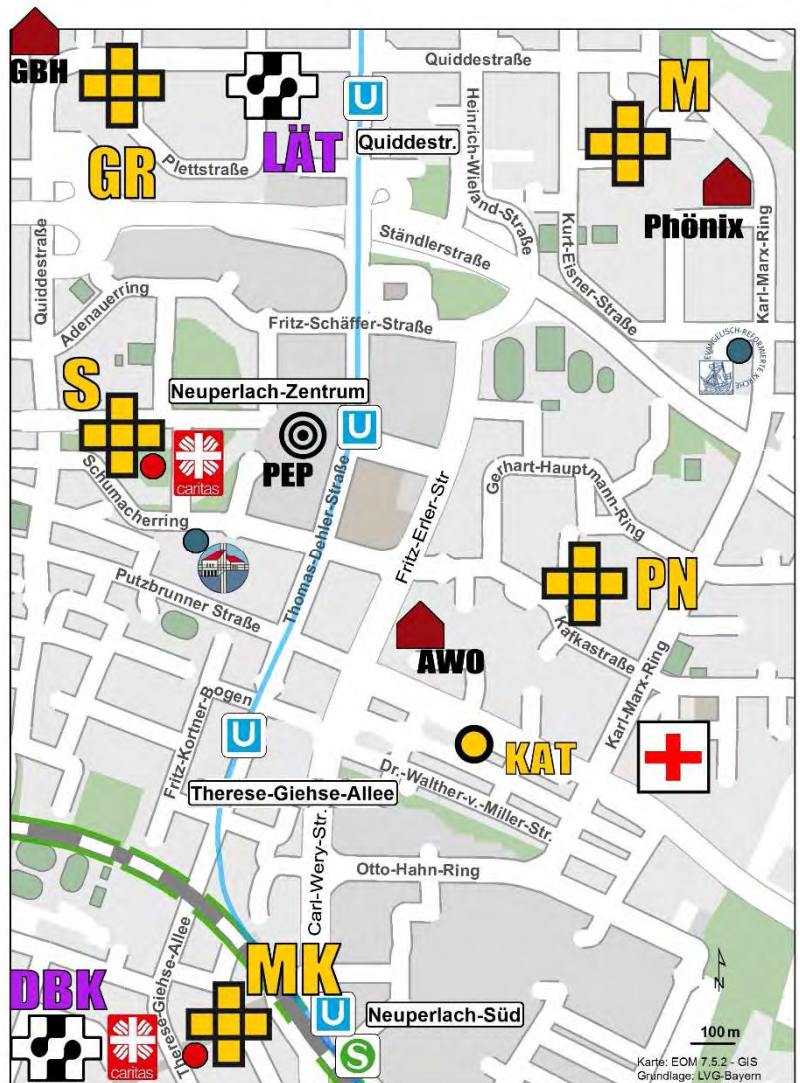 GBH
GR
LÄT
U
Quiddestr.
Quiddestraße
M
Plettstraße
Heinrich-Wieland-Straße
Phönix
Quiddestraße
Ständlerstraße
Kurt-Eisner-Straße
Karl-Marx-Ring
Adenauerring
Fritz-Schäffer-Straße
EVANGELISCH-REFORMIERTE KIRCHE
S
Neuperlach-Zentrum
U
PEP
caritas
Schumacherring
Thomas-Dehler-Straße
Fritz-Erler-Str
Gerhart-Hauptmann-Ring
Putzbrunner Straße
PN
AWO
Kafkastraße
Karl-Marx-Ring
Fritz-Kortner-Bogen
U
KAT
Therese-Giehse-Allee
Dr.-Walther-v.-Miller-Str.
Carl-Wery-Str.
Otto-Hahn-Ring
Therese-Giehse-Allee
MK
DBK
caritas
U
Neuperlach-Süd
S
N
100 m
Karte: EOM 7.5.2 - GIS
Grundlage: LVG-Bayern